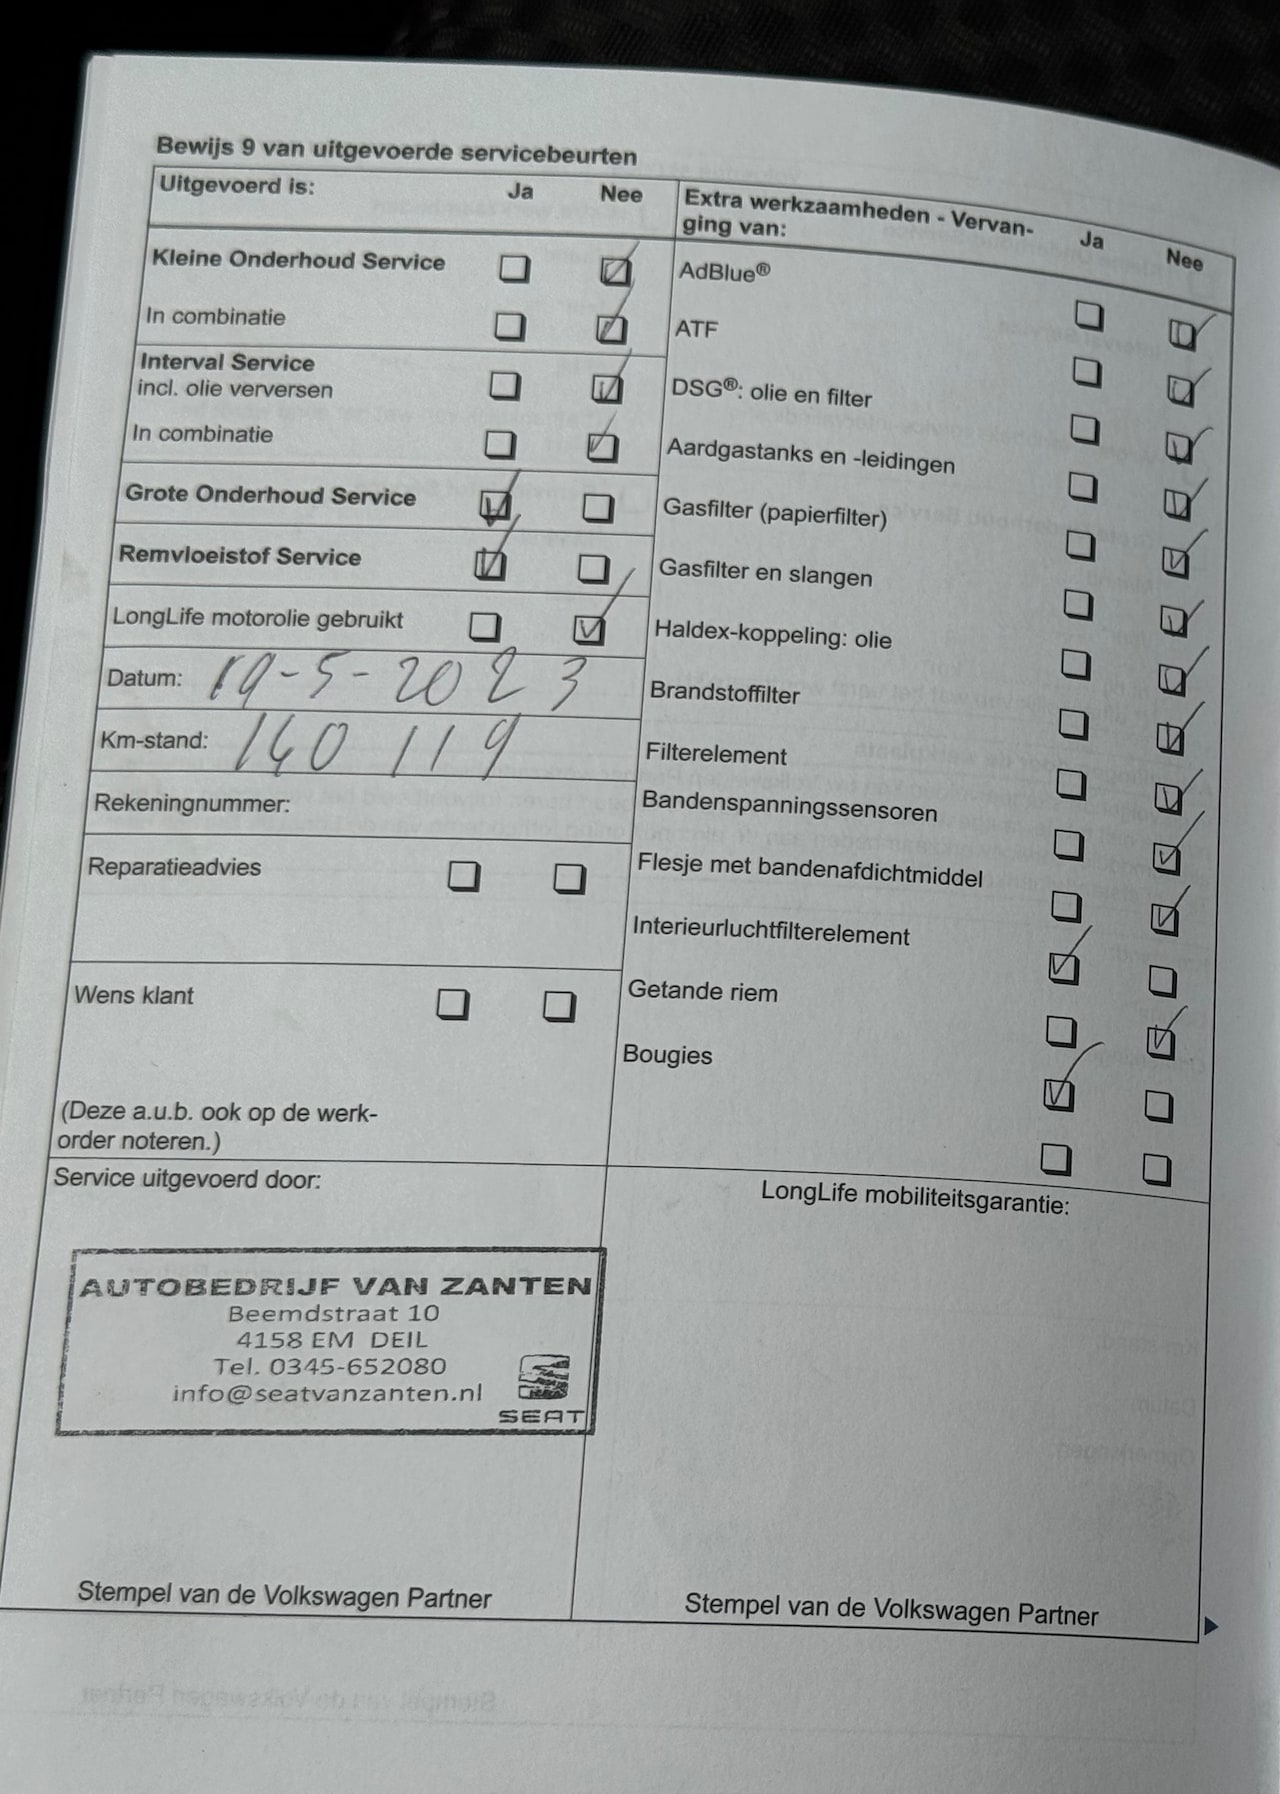 Bewijs 9 van uitgevoerde servicebeurten
Uitgevoerd is: Ja Nee
Kleine Onderhoud Service
In combinatie
Interval Service
incl. olie verversen
In combinatie
Grote Onderhoud Service
Remvloeistof Service
LongLife motorolie gebruikt
Datum: 19-5-2023
Km-stand: 140 119
Rekeningnummer:
Reparatieadvies
Wens klant
(Deze a.u.b. ook op de werk-
order noteren.)
Extra werkzaamheden - Vervan-
ging van: Ja Nee
AdBlue®
ATF
DSG®: olie en filter
Aardgastanks en -leidingen
Gasfilter (papierfilter)
Gasfilter en slangen
Haldex-koppeling: olie
Brandstoffilter
Filterelement
Bandenspanningssensoren
Flesje met bandenafdichtmiddel
Interieurluchtfilterelement
Getande riem
Bougies
Service uitgevoerd door:
AUTOBEDRIJF VAN ZANTEN
Beemdstraat 10
4158 EM DEIL
Tel. 0345-652080
info@seatvanzanten.nl
SEAT
Stempel van de Volkswagen Partner
LongLife mobiliteitsgarantie:
Stempel van de Volkswagen Partner